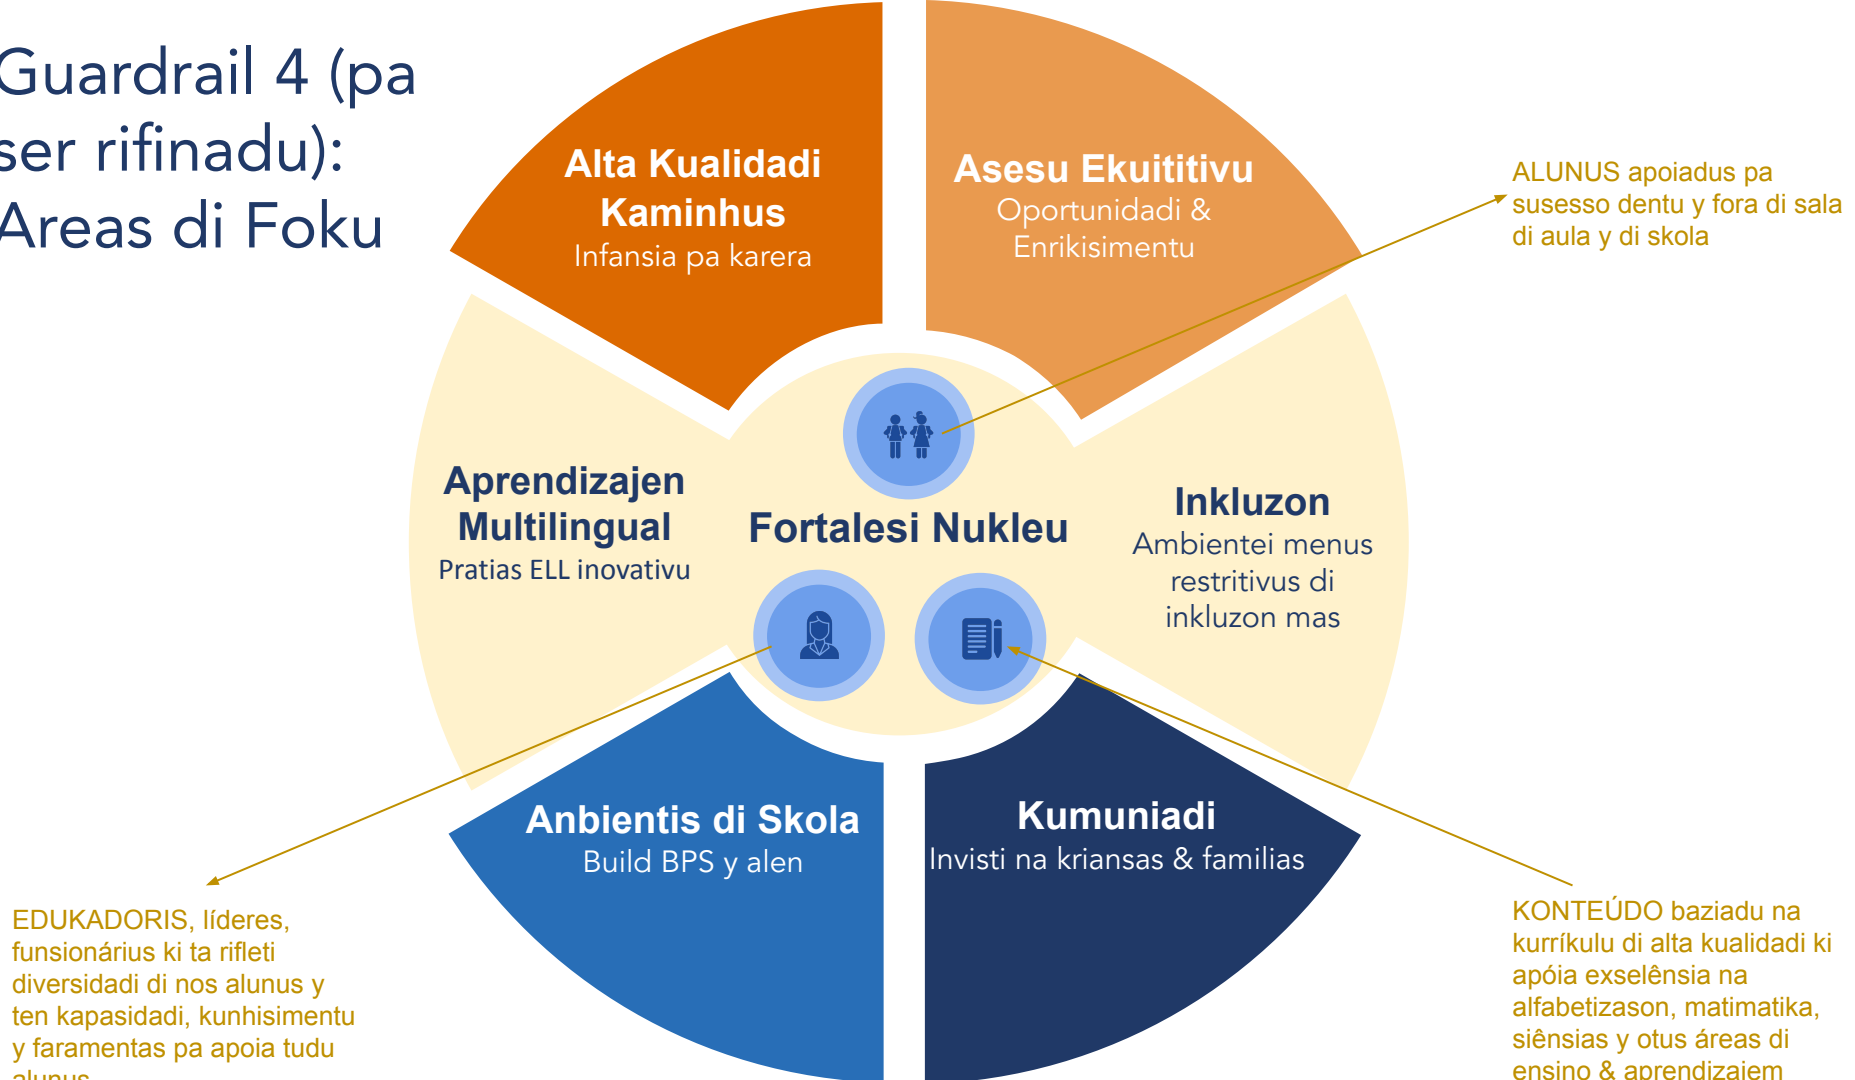 Guardrail 4 (pa
ser rifinadu):
Areas di Foku
Alta Kualidadi
Kaminhus
Infansia pa karera
Asesu Ekuititivu
Oportunidadi &
Enrikisimentu
ALUNUS apoiadus pa
susesso dentu y fora di sala
di aula y di skola
Aprendizajen
Multilingual
Pratias ELL inovativu
Fortalesi Nukleu
Inkluzon
Ambientei menus
restritivus di
inkluzon mas
Anbientis di Skola
Build BPS y alen
Kumuniadi
Invisti na kriansas & familias
EDUKADORIS, líderes,
funsionárius ki ta rifleti
diversidadi di nos alunus y
ten kapasidadi, kunhisimentu
y faramentas pa apoia tudu
alunus
KONTEÚDO baziadu na
kurríkulu di alta kualidadi ki
apóia exselênsia na
alfabetizason, matimatika,
siênsias y otus áreas di
ensino & aprendizajem